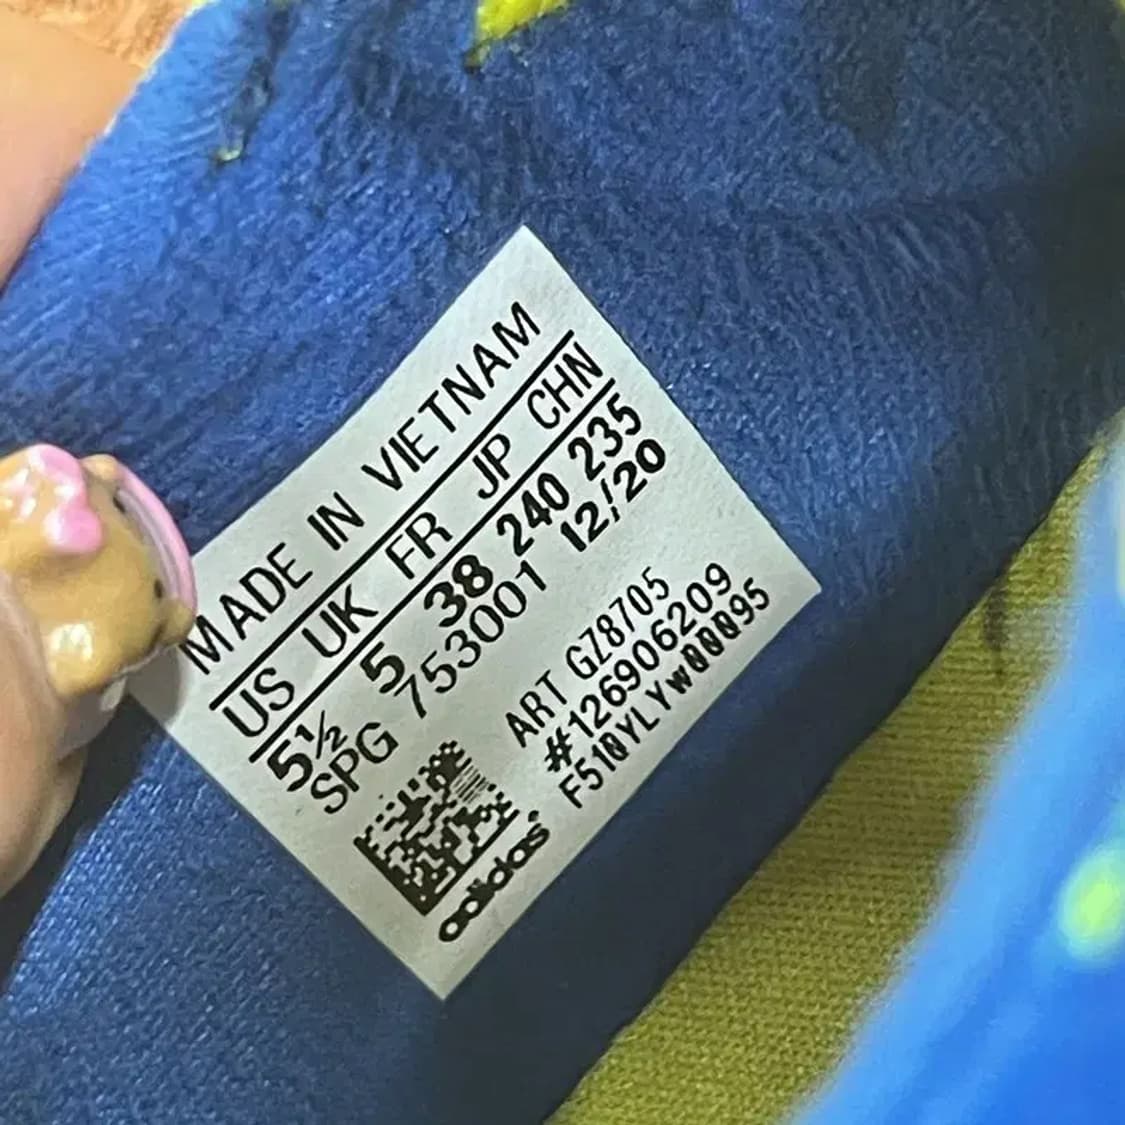 MADE IN VIETNAM
US UK FR JP CHN
5½ 5 38 240 235
SPG 753001 12/20
ART GZ8705
#126906209
F510YLYw000095
adidas